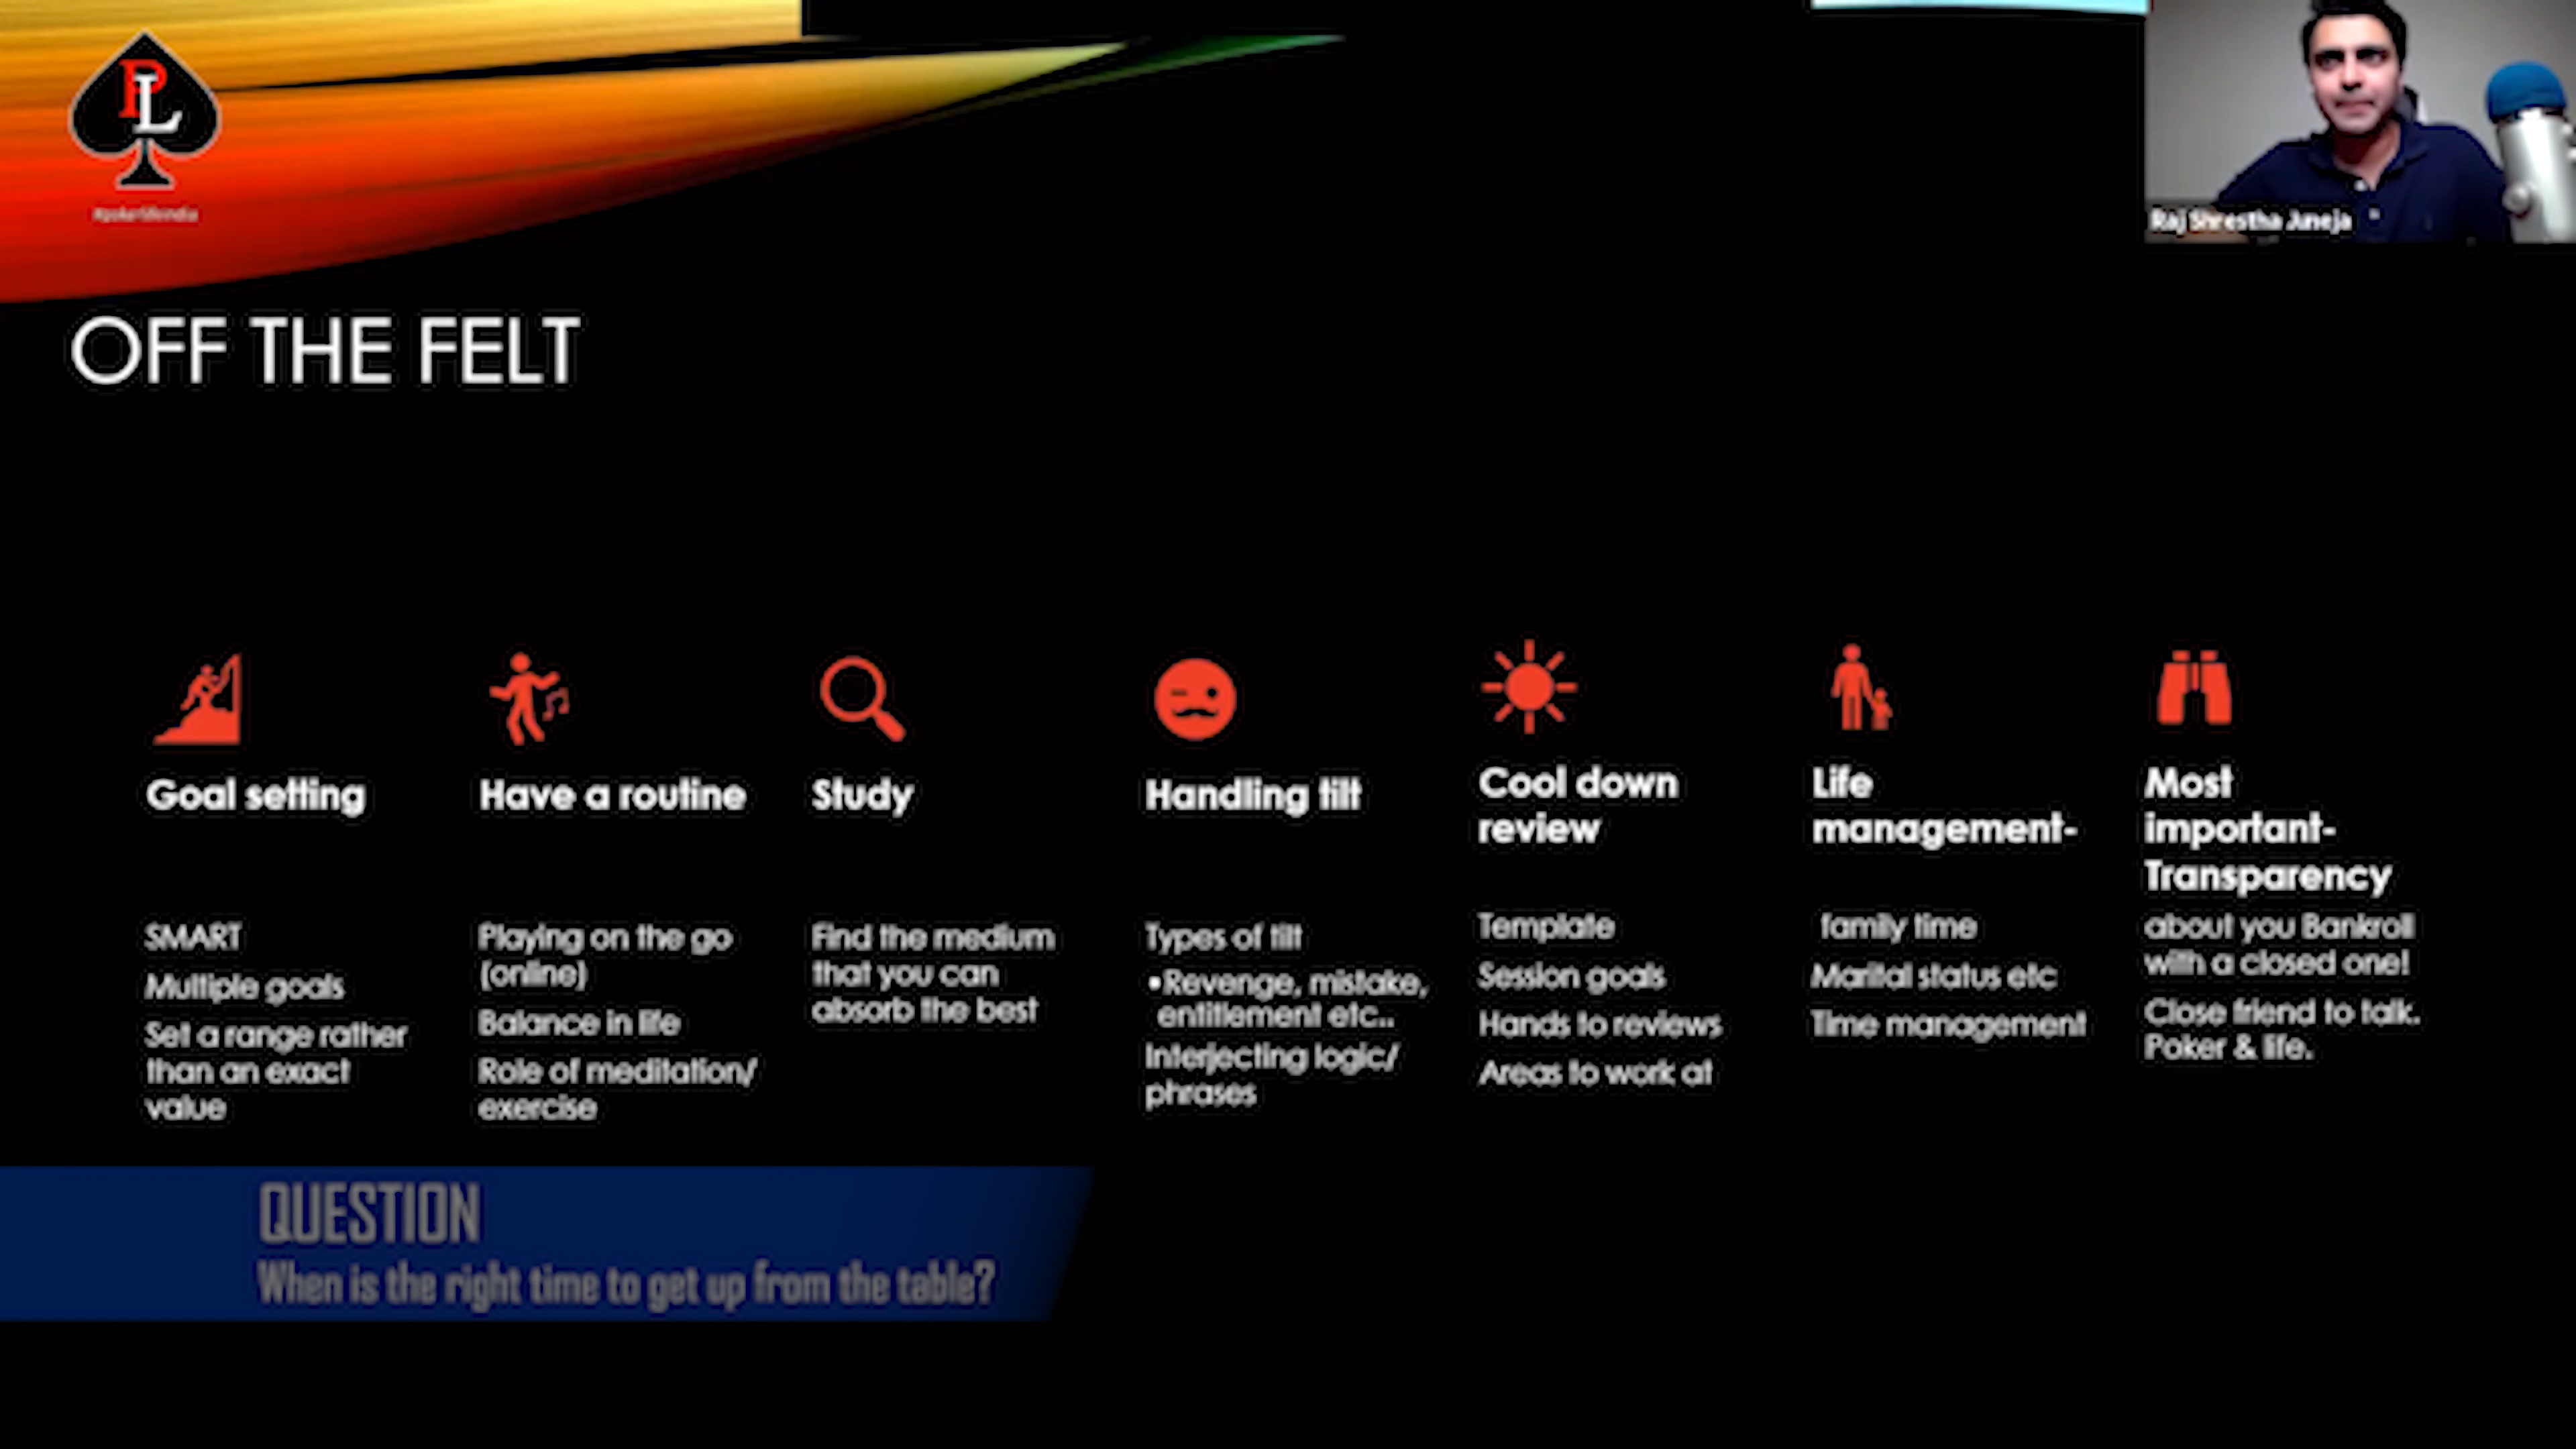 PL
#pokerlifeindia
Raj Shrestha Juneja
OFF THE FELT
Goal setting
SMART
Multiple goals
Set a range rather
than an exact
value
Have a routine
Playing on the go
(online)
Balance in life
Role of meditation/
exercise
Study
Find the medium
that you can
absorb the best
Handling tilt
Types of tilt
•Revenge, mistake,
entitlement etc..
Interjecting logic/
phrases
Cool down
review
Template
Session goals
Hands to reviews
Areas to work at
Life
management-
family time
Marital status etc
Time management
Most
important-
Transparency
about you Bankroll
with a closed one!
Close friend to talk.
Poker & life.
QUESTION
When is the right time to get up from the table?